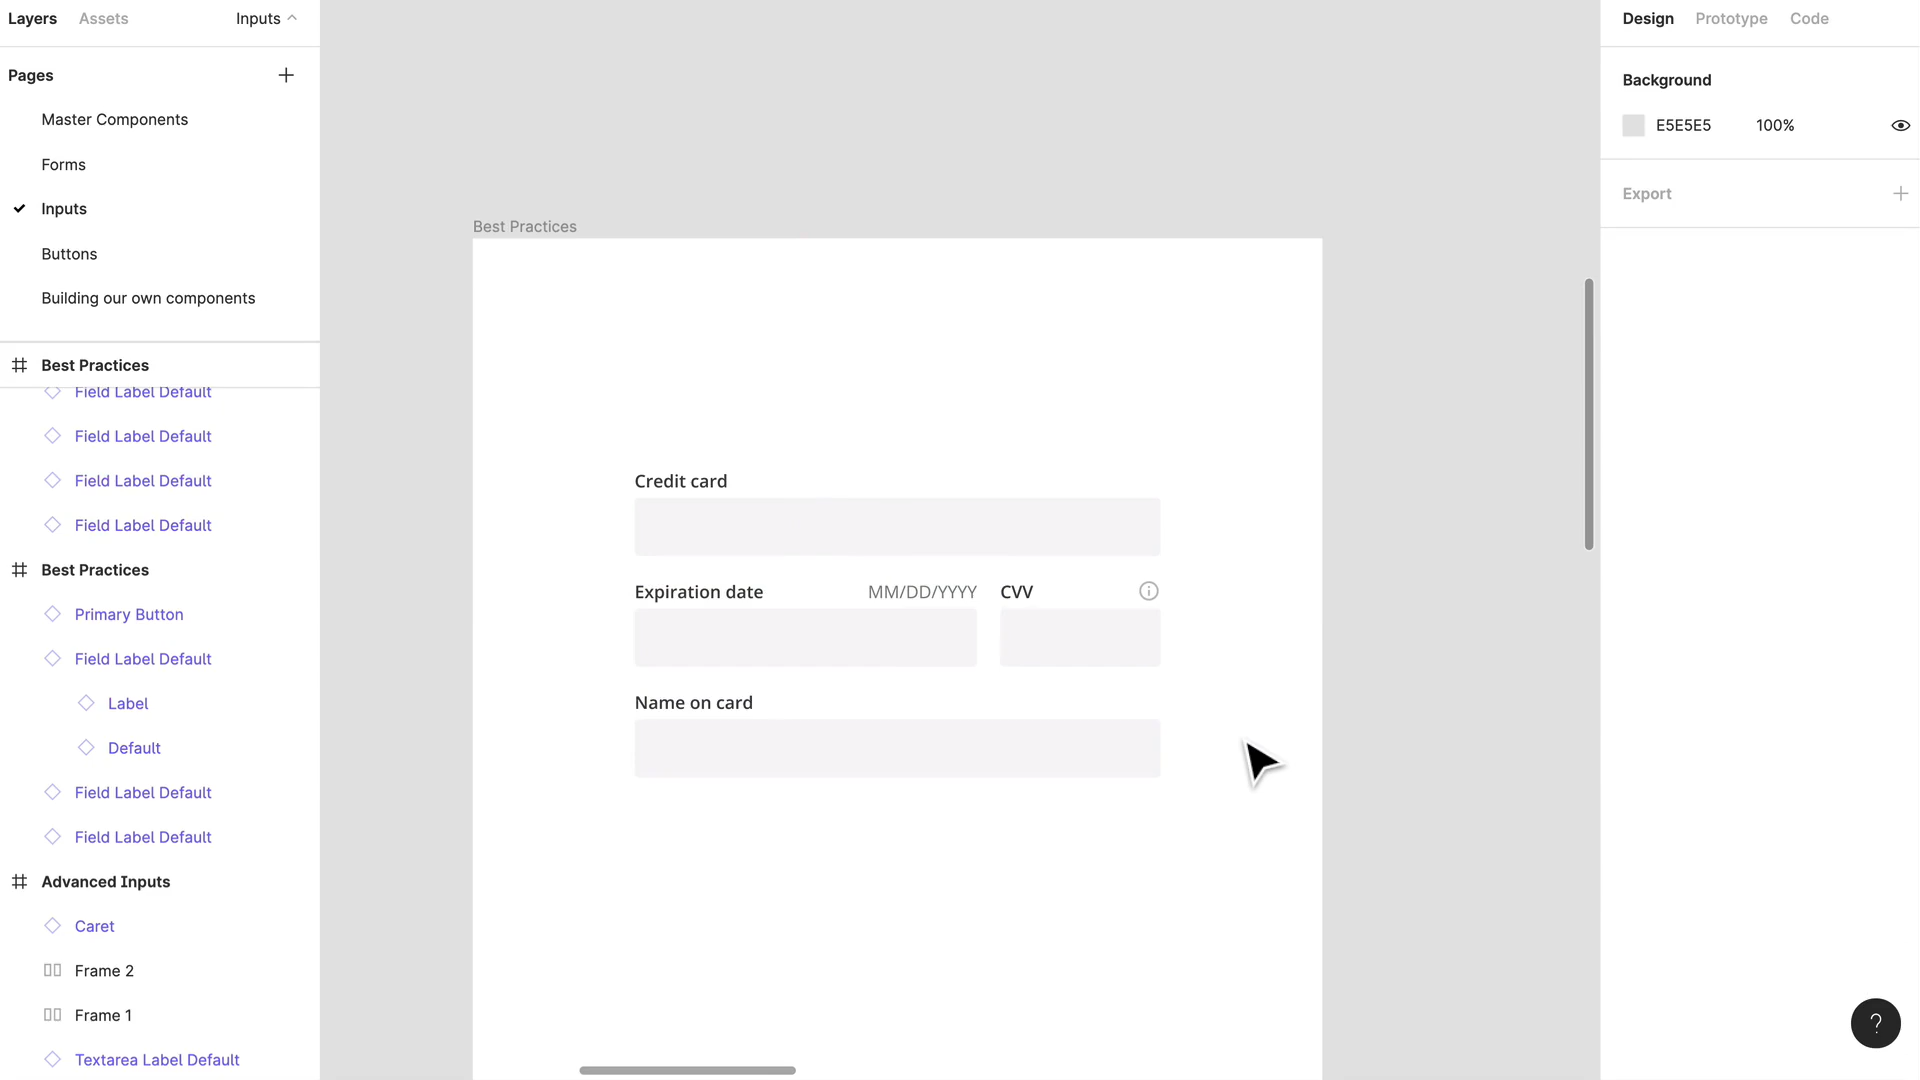 Layers Assets Inputs
Pages
Master Components
Forms
Inputs
Buttons
Building our own components
Best Practices
Field Label Default
Field Label Default
Field Label Default
Field Label Default
Best Practices
Primary Button
Field Label Default
Label
Default
Field Label Default
Field Label Default
Advanced Inputs
Caret
Frame 2
Frame 1
Textarea Label Default
Best Practices
Credit card
Expiration date MM/DD/YYYY CVV
Name on card
Design Prototype Code
Background
E5E5E5 100%
Export
?